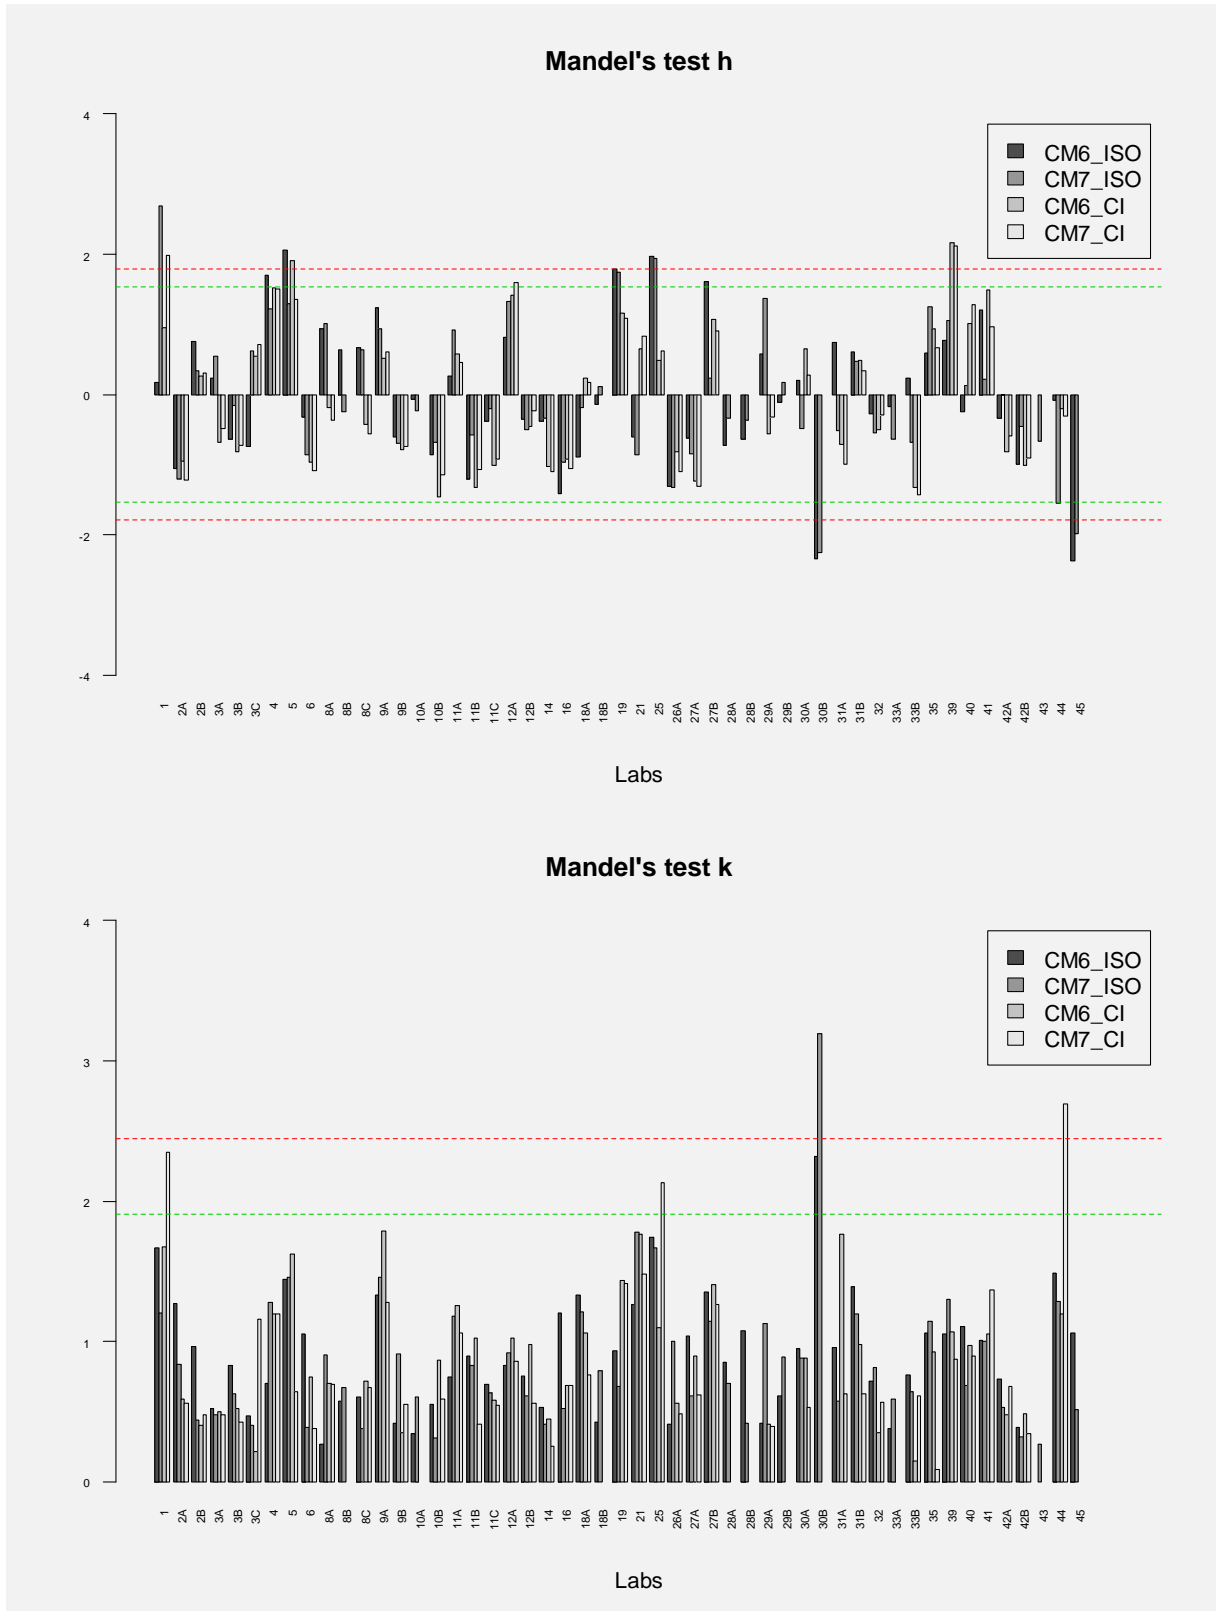 Mandel's test h
4
2
0
-2
-4
CM6_ISO
CM7_ISO
CM6_CI
CM7_CI
1 2A 2B 3A 3B 3C 4 5 6 8A 8B 8C 9A 9B 10A 10B 11A 11B 11C 12A 12B 14 16 18A 18B 19 21 25 26A 27A 27B 28A 28B 29A 29B 30A 30B 31A 31B 32 33A 33B 35 39 40 41 42A 42B 43 44 45
Labs
Mandel's test k
4
3
2
1
0
CM6_ISO
CM7_ISO
CM6_CI
CM7_CI
1 2A 2B 3A 3B 3C 4 5 6 8A 8B 8C 9A 9B 10A 10B 11A 11B 11C 12A 12B 14 16 18A 18B 19 21 25 26A 27A 27B 28A 28B 29A 29B 30A 30B 31A 31B 32 33A 33B 35 39 40 41 42A 42B 43 44 45
Labs